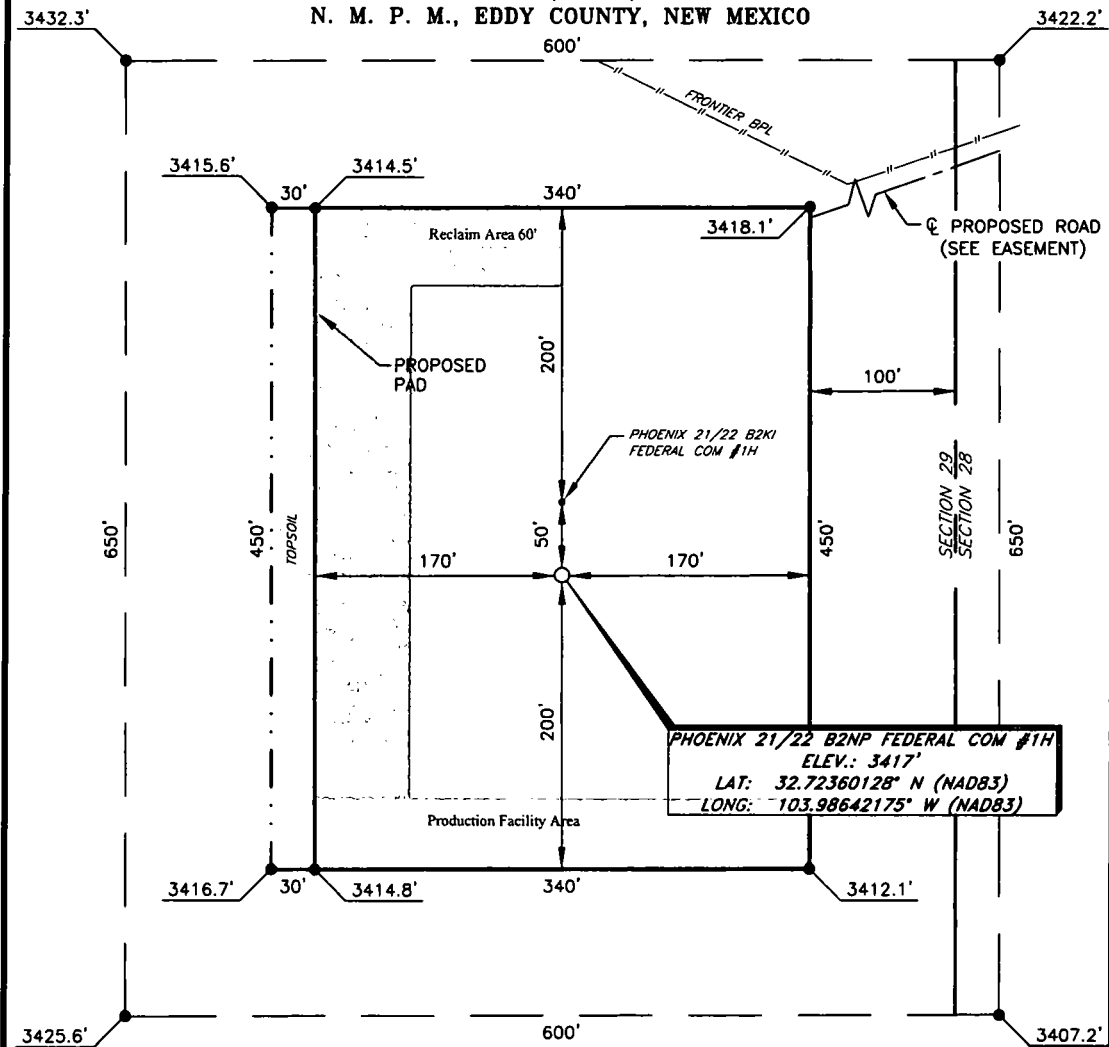 N. M. P. M., EDDY COUNTY, NEW MEXICO
3432.3'
3422.2'
600'
FRONTIER BPL
3415.6'
30'
3414.5'
340'
3418.1'
Reclaim Area 60'
℄ PROPOSED ROAD
(SEE EASEMENT)
PROPOSED
PAD
200'
100'
PHOENIX 21/22 B2KI
FEDERAL COM #1H
SECTION 29
SECTION 28
650'
450'
TOPSOIL
50'
450'
650'
170'
170'
200'
PHOENIX 21/22 B2NP FEDERAL COM #1H
ELEV.: 3417'
LAT: 32.72360128° N (NAD83)
LONG: 103.98642175° W (NAD83)
Production Facility Area
3416.7'
30'
3414.8'
340'
3412.1'
3425.6'
600'
3407.2'